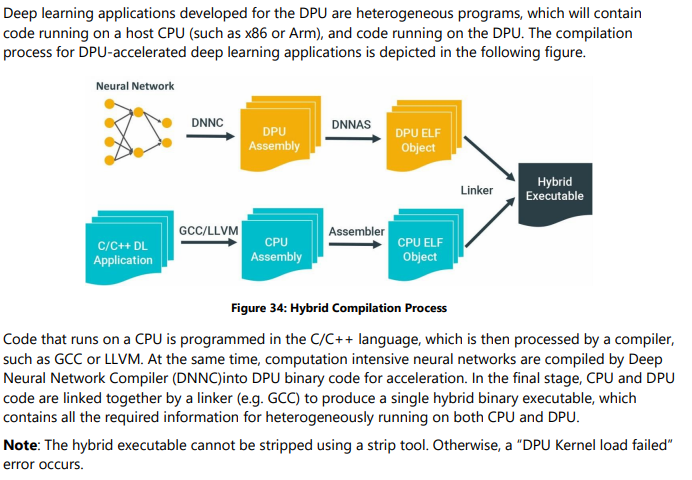 Deep learning applications developed for the DPU are heterogeneous programs, which will contain
code running on a host CPU (such as x86 or Arm), and code running on the DPU. The compilation
process for DPU-accelerated deep learning applications is depicted in the following figure.
Neural Network
DNNC
DPU
Assembly
DNNAS
DPU ELF
Object
Linker
Hybrid
Executable
C/C++ DL
Application
GCC/LLVM
CPU
Assembly
Assembler
CPU ELF
Object
Figure 34: Hybrid Compilation Process
Code that runs on a CPU is programmed in the C/C++ language, which is then processed by a compiler,
such as GCC or LLVM. At the same time, computation intensive neural networks are compiled by Deep
Neural Network Compiler (DNNC)into DPU binary code for acceleration. In the final stage, CPU and DPU
code are linked together by a linker (e.g. GCC) to produce a single hybrid binary executable, which
contains all the required information for heterogeneously running on both CPU and DPU.
Note: The hybrid executable cannot be stripped using a strip tool. Otherwise, a “DPU Kernel load failed”
error occurs.